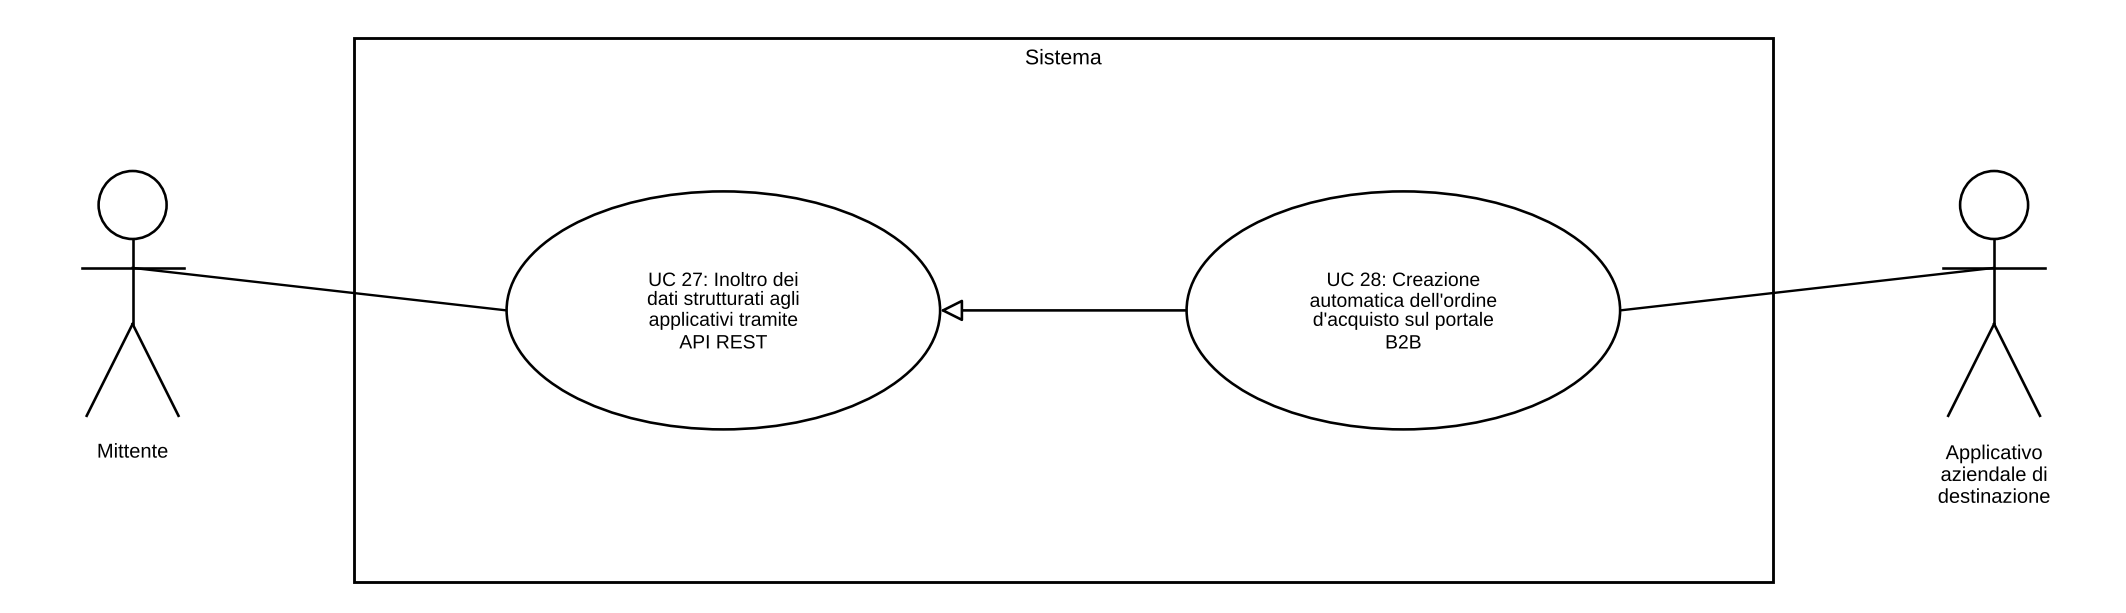 Sistema
UC 27: Inoltro dei
dati strutturati agli
applicativi tramite
API REST
UC 28: Creazione
automatica dell'ordine
d'acquisto sul portale
B2B
Mittente
Applicativo
aziendale di
destinazione